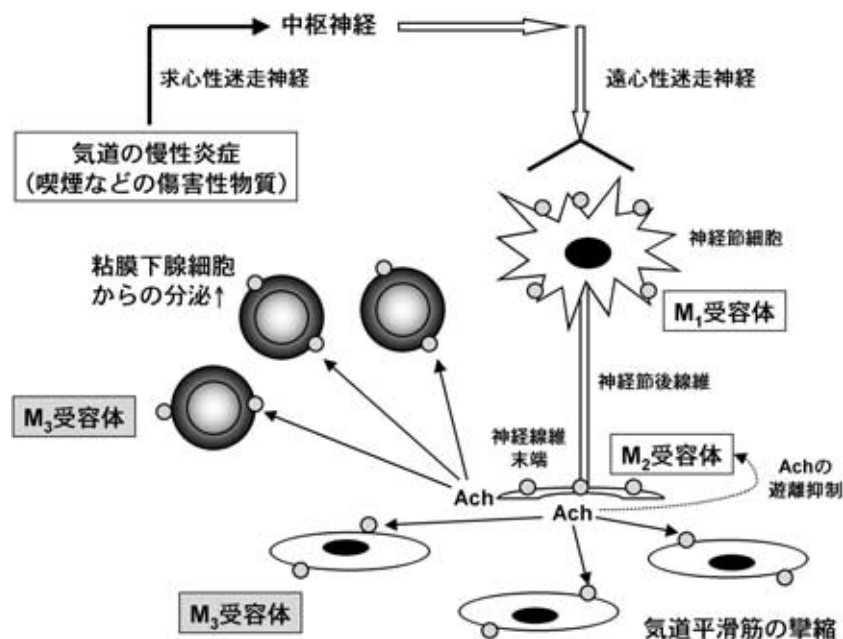 中枢神経
求心性迷走神経
遠心性迷走神経
気道の慢性炎症
（喫煙などの傷害性物質）
神経節細胞
粘膜下腺細胞
からの分泌↑
M₁受容体
神経節後線維
M₃受容体
神経線維
末端
M₂受容体
Achの
遊離抑制
Ach
Ach
M₃受容体
気道平滑筋の攣縮